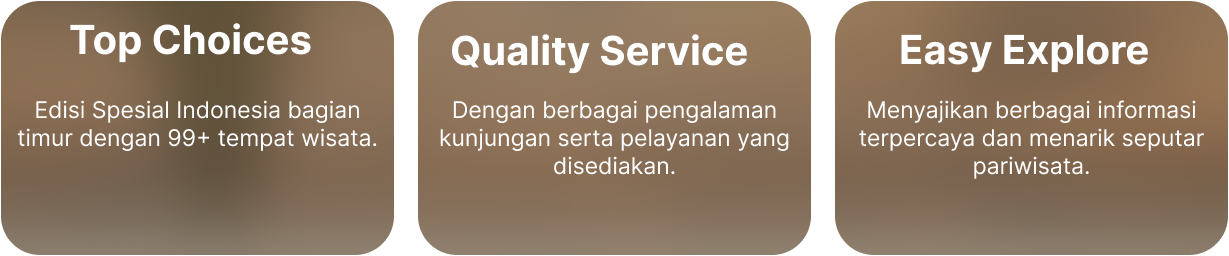 Top Choices
Edisi Spesial Indonesia bagian
timur dengan 99+ tempat wisata.
Quality Service
Dengan berbagai pengalaman
kunjungan serta pelayanan yang
disediakan.
Easy Explore
Menyajikan berbagai informasi
terpercaya dan menarik seputar
pariwisata.